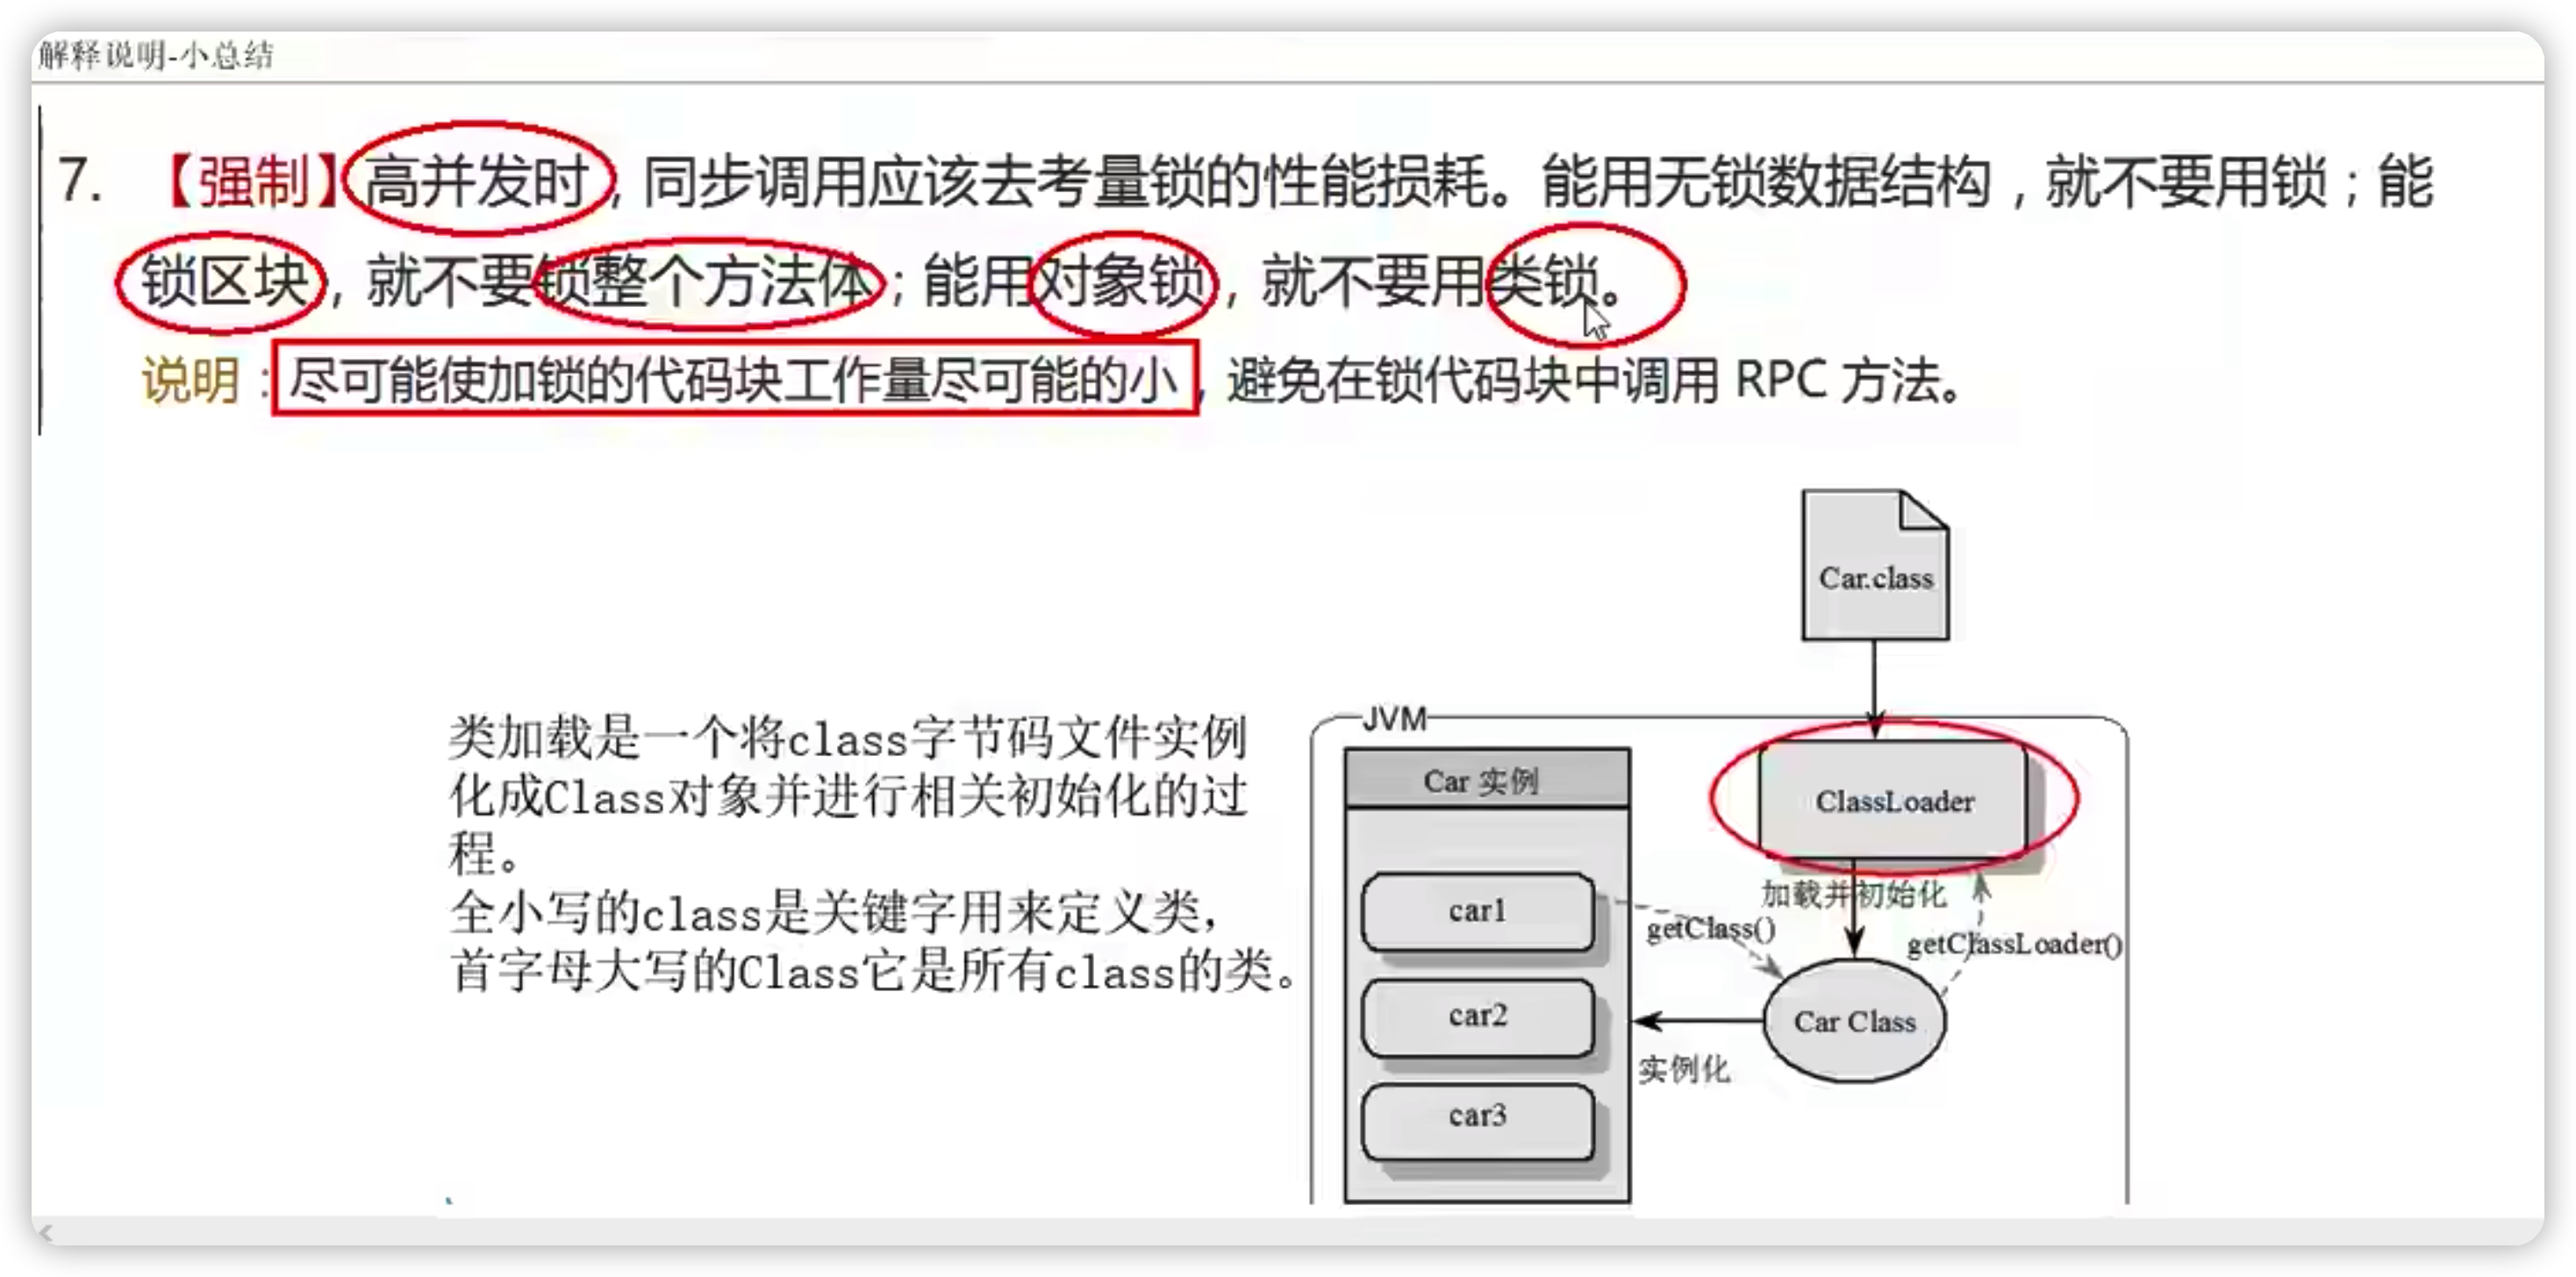 解释说明-小总结
7. 【强制】高并发时，同步调用应该去考量锁的性能损耗。能用无锁数据结构，就不要用锁；能
锁区块，就不要锁整个方法体；能用对象锁，就不要用类锁。
说明：尽可能使加锁的代码块工作量尽可能的小，避免在锁代码块中调用 RPC 方法。
类加载是一个将class字节码文件实例
化成Class对象并进行相关初始化的过
程。
全小写的class是关键字用来定义类，
首字母大写的Class它是所有class的类。
Car.class
JVM
Car 实例
ClassLoader
加载并初始化
car1
getClass()
getClassLoader()
car2
Car Class
实例化
car3